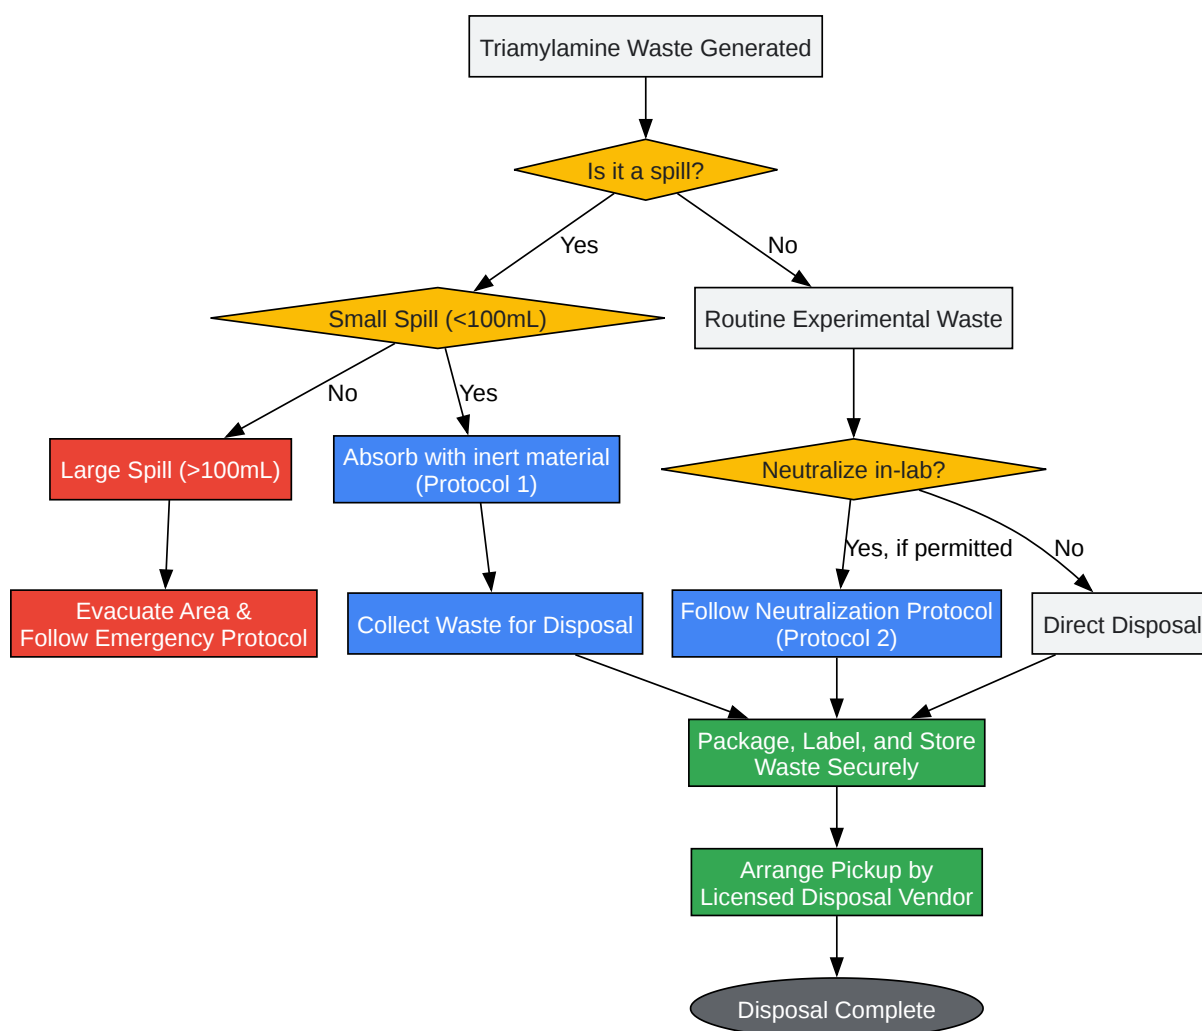 Triamylamine Waste Generated
Is it a spill?
Yes
No
Small Spill (<100mL)
Routine Experimental Waste
No
Yes
Large Spill (>100mL)
Absorb with inert material
(Protocol 1)
Neutralize in-lab?
Yes, if permitted
No
Evacuate Area &
Follow Emergency Protocol
Collect Waste for Disposal
Follow Neutralization Protocol
(Protocol 2)
Direct Disposal
Package, Label, and Store
Waste Securely
Arrange Pickup by
Licensed Disposal Vendor
Disposal Complete